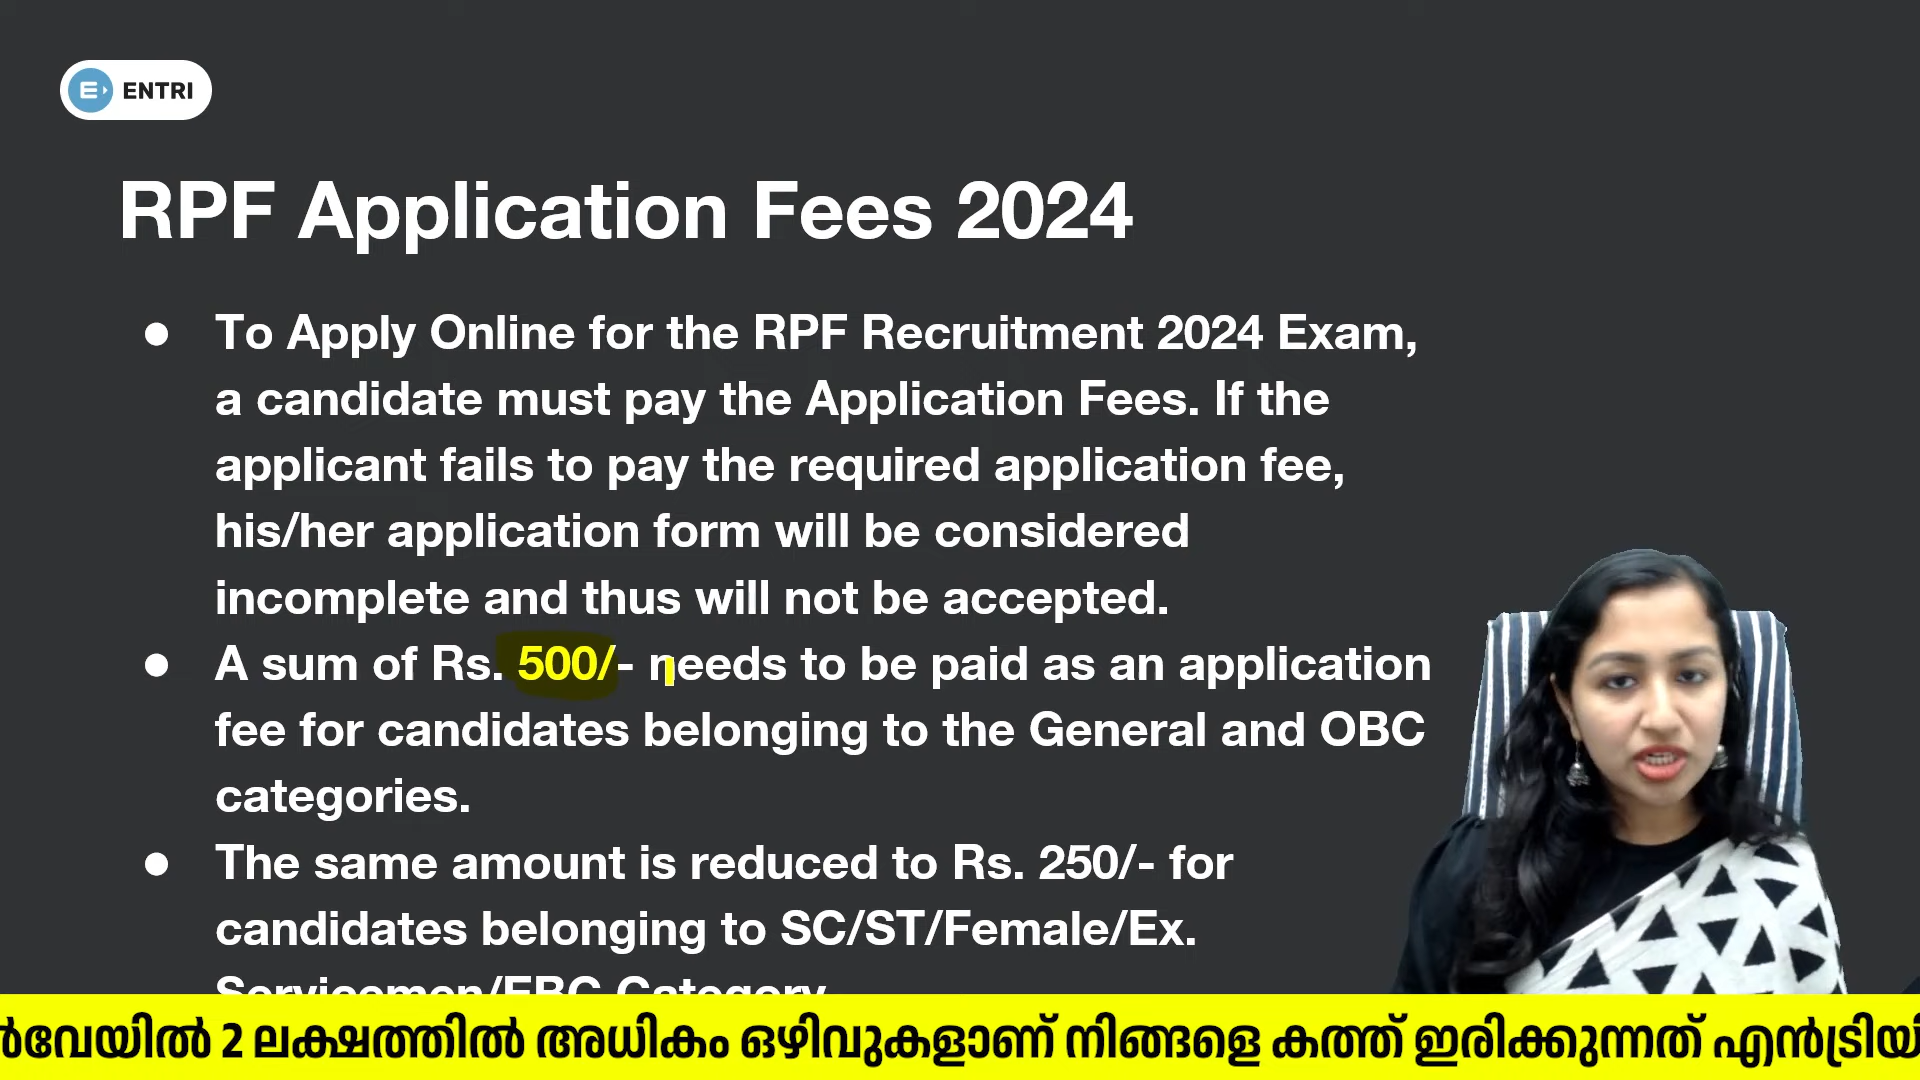 ENTRI
RPF Application Fees 2024
● To Apply Online for the RPF Recruitment 2024 Exam,
a candidate must pay the Application Fees. If the
applicant fails to pay the required application fee,
his/her application form will be considered
incomplete and thus will not be accepted.
● A sum of Rs. 500/- needs to be paid as an application
fee for candidates belonging to the General and OBC
categories.
● The same amount is reduced to Rs. 250/- for
candidates belonging to SC/ST/Female/Ex.
Servicemen/EBC Category
2 ലക്ഷത്തിൽ അധികം ഒഴിവുകളാണ് നിങ്ങളെ കത്ത് ഇരിക്കുന്നത്